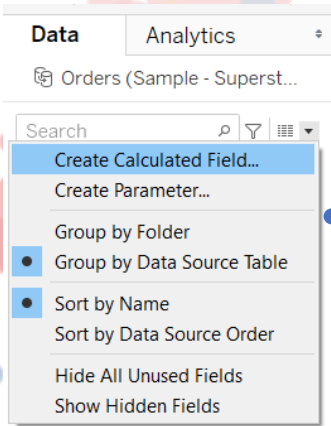 Data Analytics
Orders (Sample - Superst...
Search
Create Calculated Field...
Create Parameter...
Group by Folder
Group by Data Source Table
Sort by Name
Sort by Data Source Order
Hide All Unused Fields
Show Hidden Fields